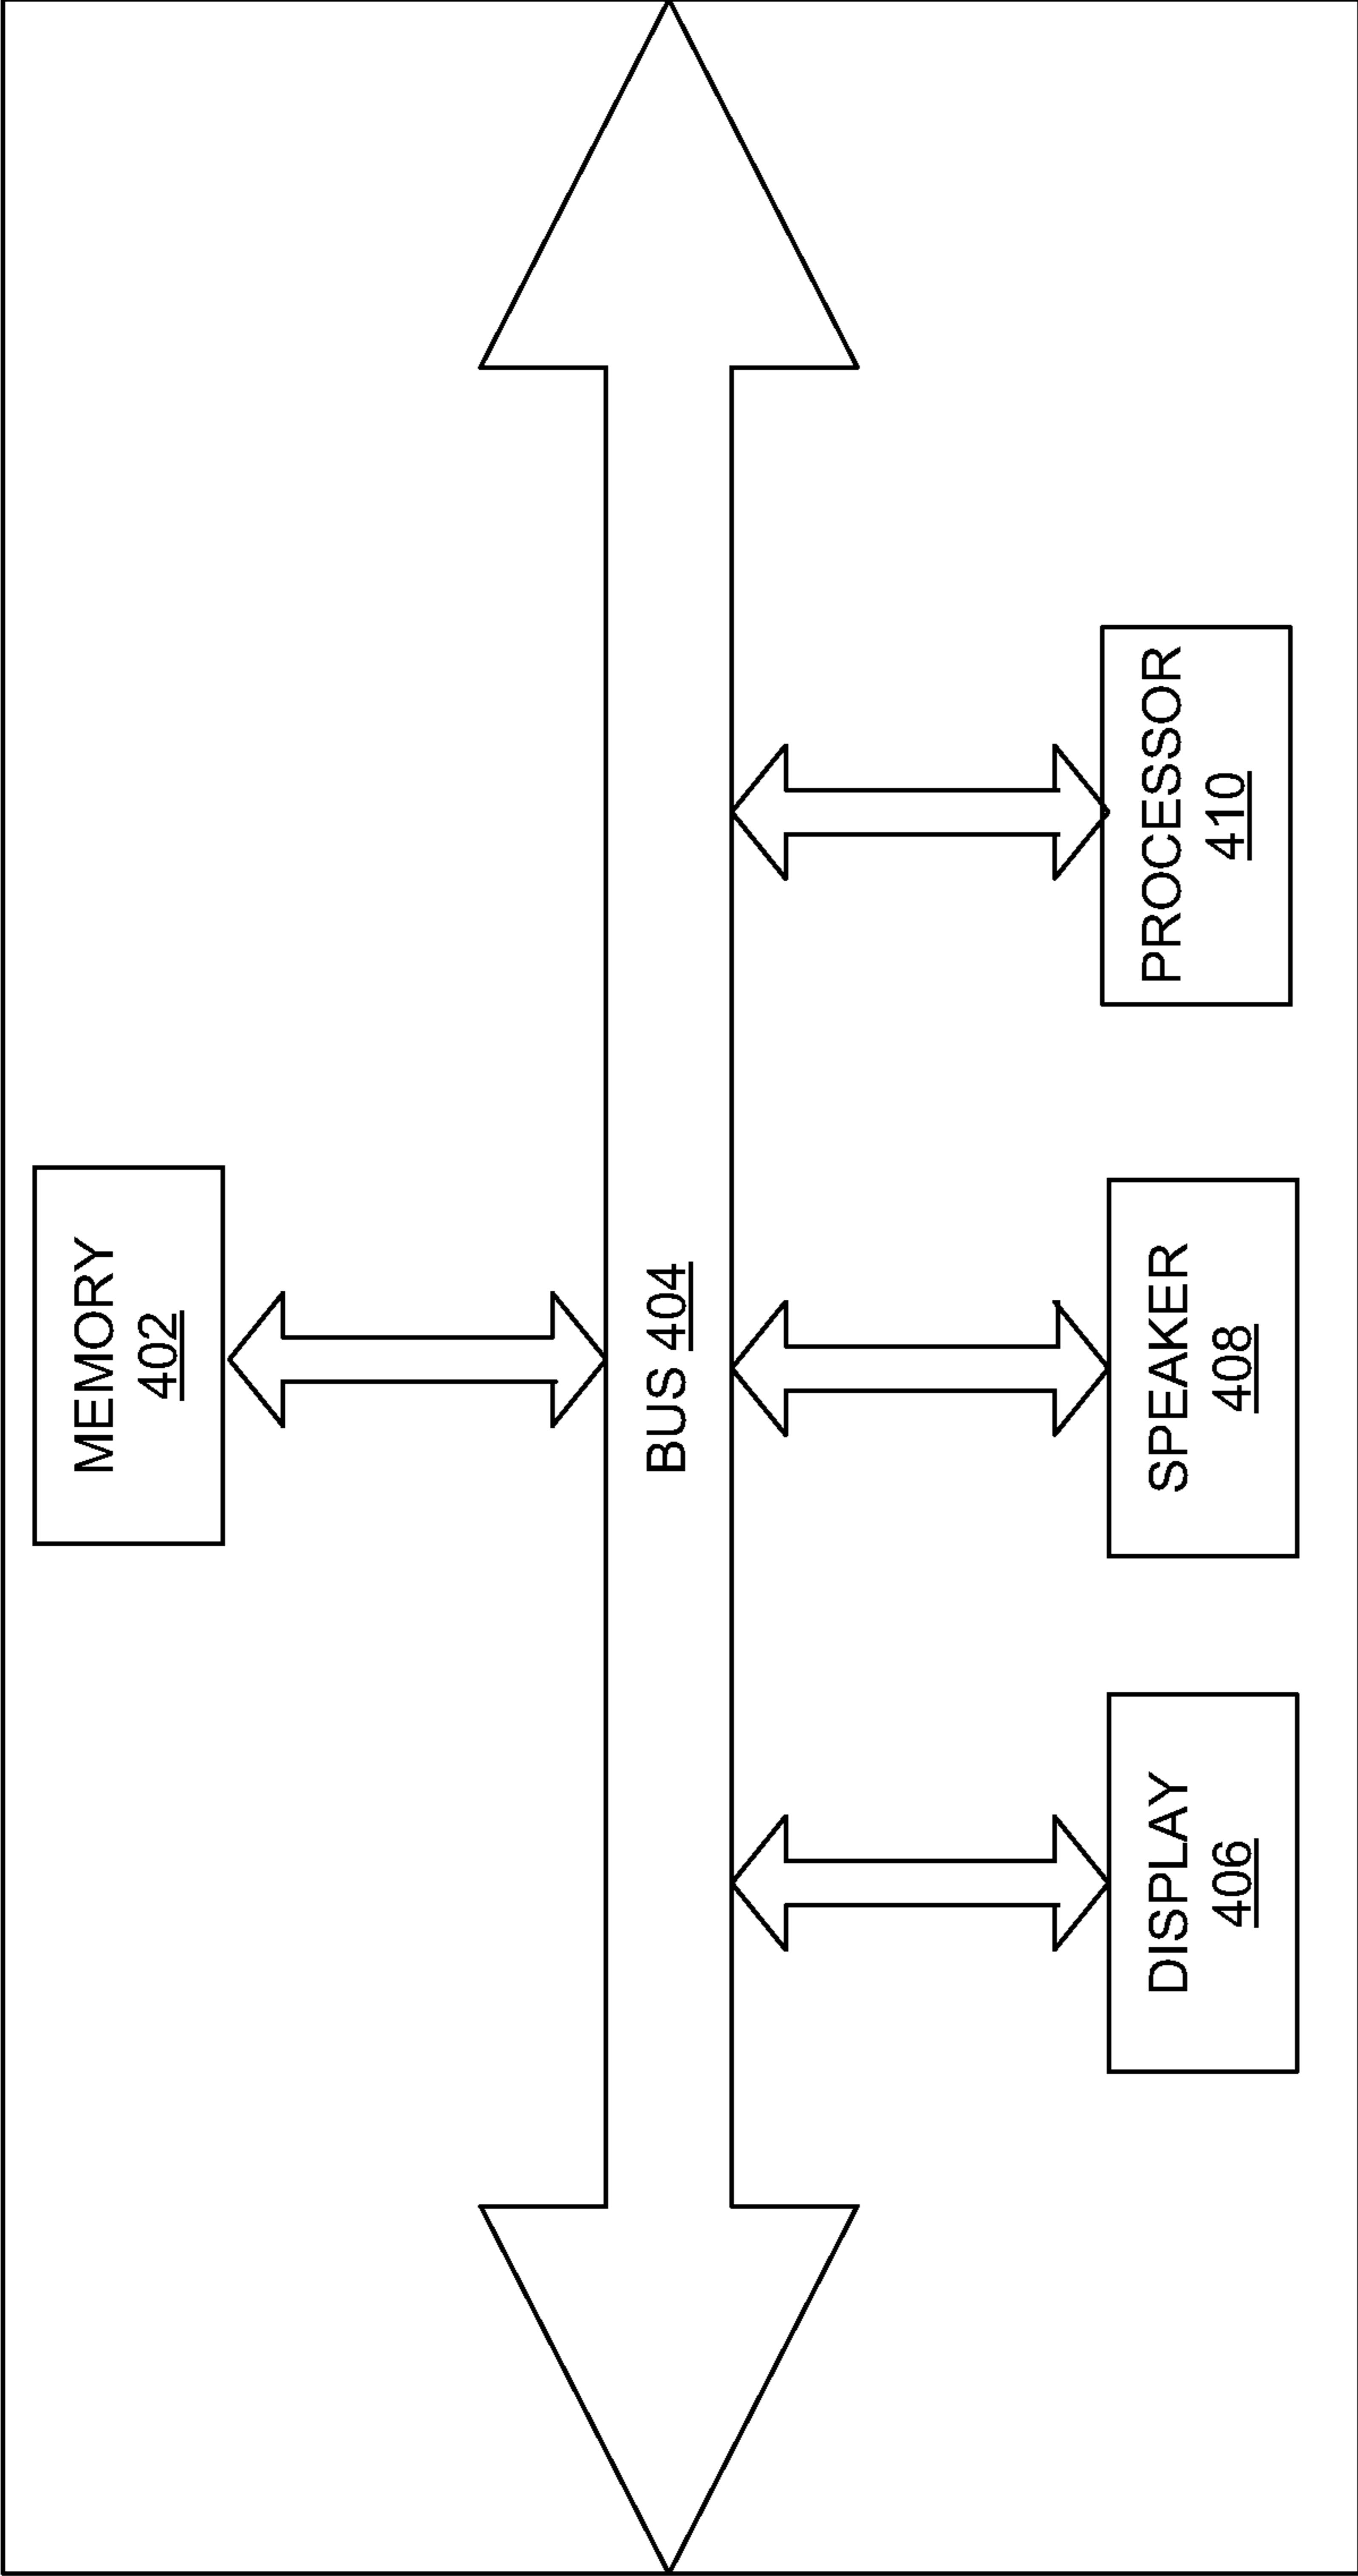 MEMORY
402
BUS 404
DISPLAY
406
SPEAKER
408
PROCESSOR
410